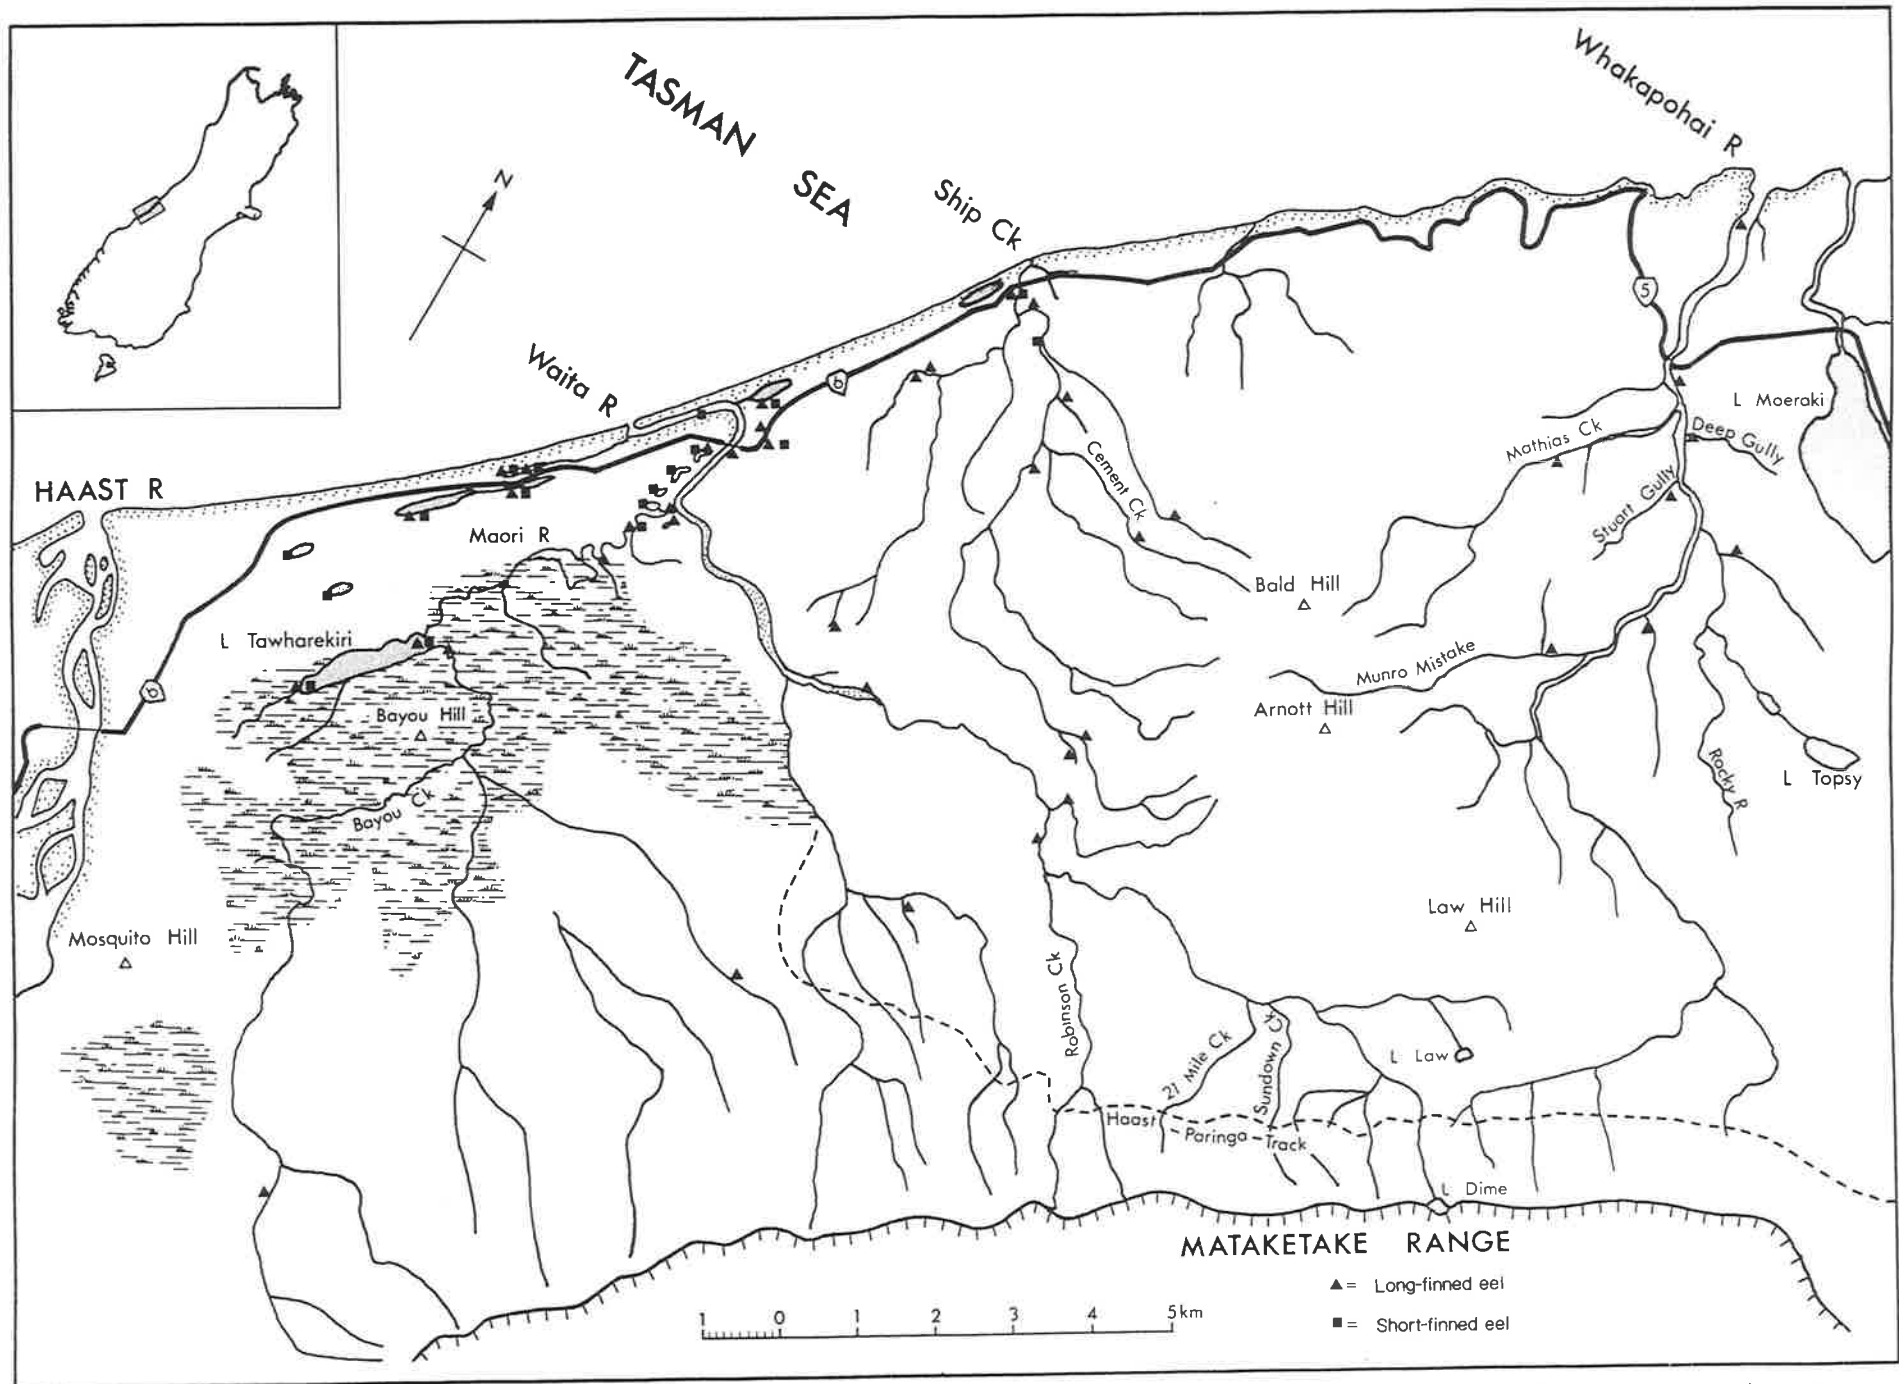 TASMAN
SEA
Whakapohai R
N
Ship Ck
Waita R
HAAST R
6
5
L Moeraki
Mathias Ck
Deep Gully
Cement Ck
Stuart Gully
Maori R
Bald Hill
L Tawharekiri
6
Munro Mistake
Bayou Hill
Arnott Hill
Rocky R
L Topsy
Bayou Ck
Mosquito Hill
Law Hill
Robinson Ck
21 Mile Ck
Sundown Ck
L Law
Haast - Paringa - Track
L Dime
MATAKETAKE RANGE
▲ = Long-finned eel
■ = Short-finned eel
1 0 1 2 3 4 5km